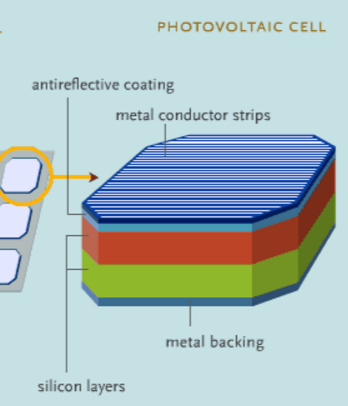 PHOTOVOLTAIC CELL
antireflective coating
metal conductor strips
metal backing
silicon layers